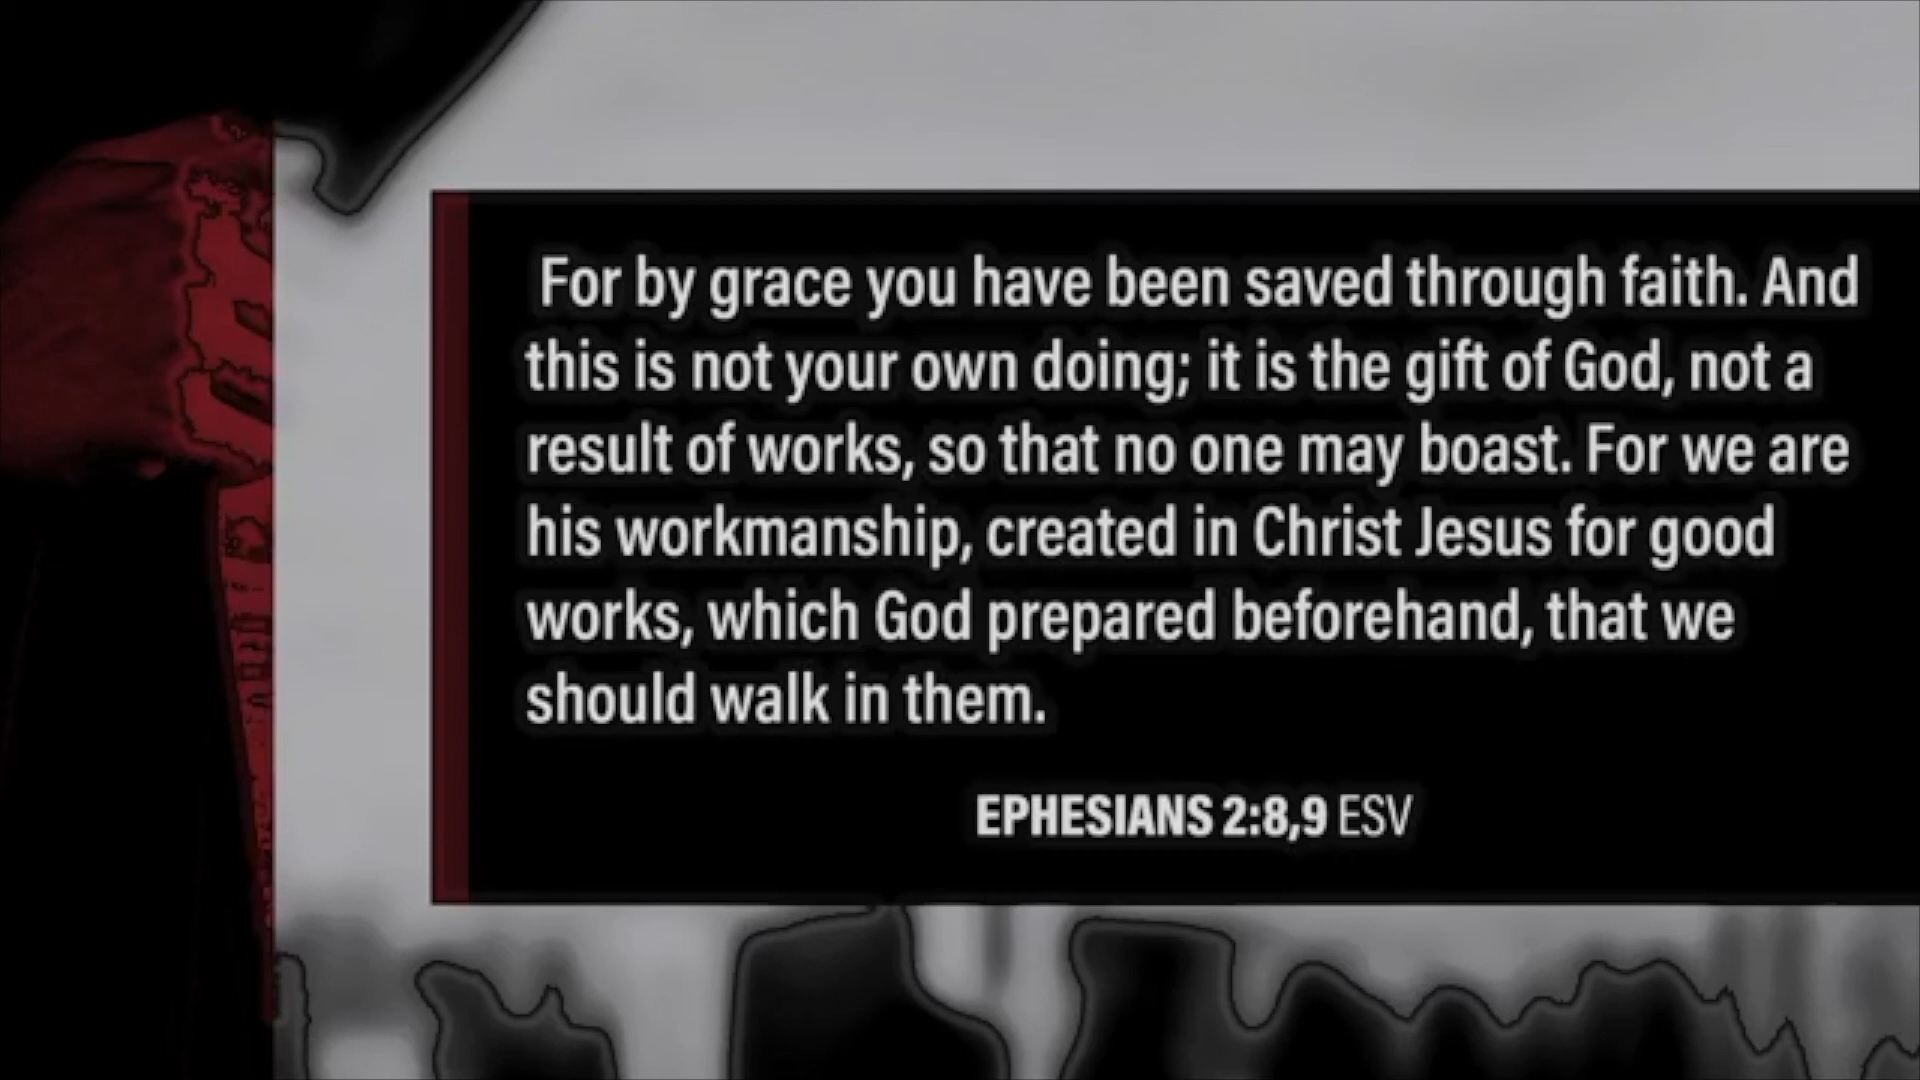 For by grace you have been saved through faith. And
this is not your own doing; it is the gift of God, not a
result of works, so that no one may boast. For we are
his workmanship, created in Christ Jesus for good
works, which God prepared beforehand, that we
should walk in them.
EPHESIANS 2:8,9 ESV